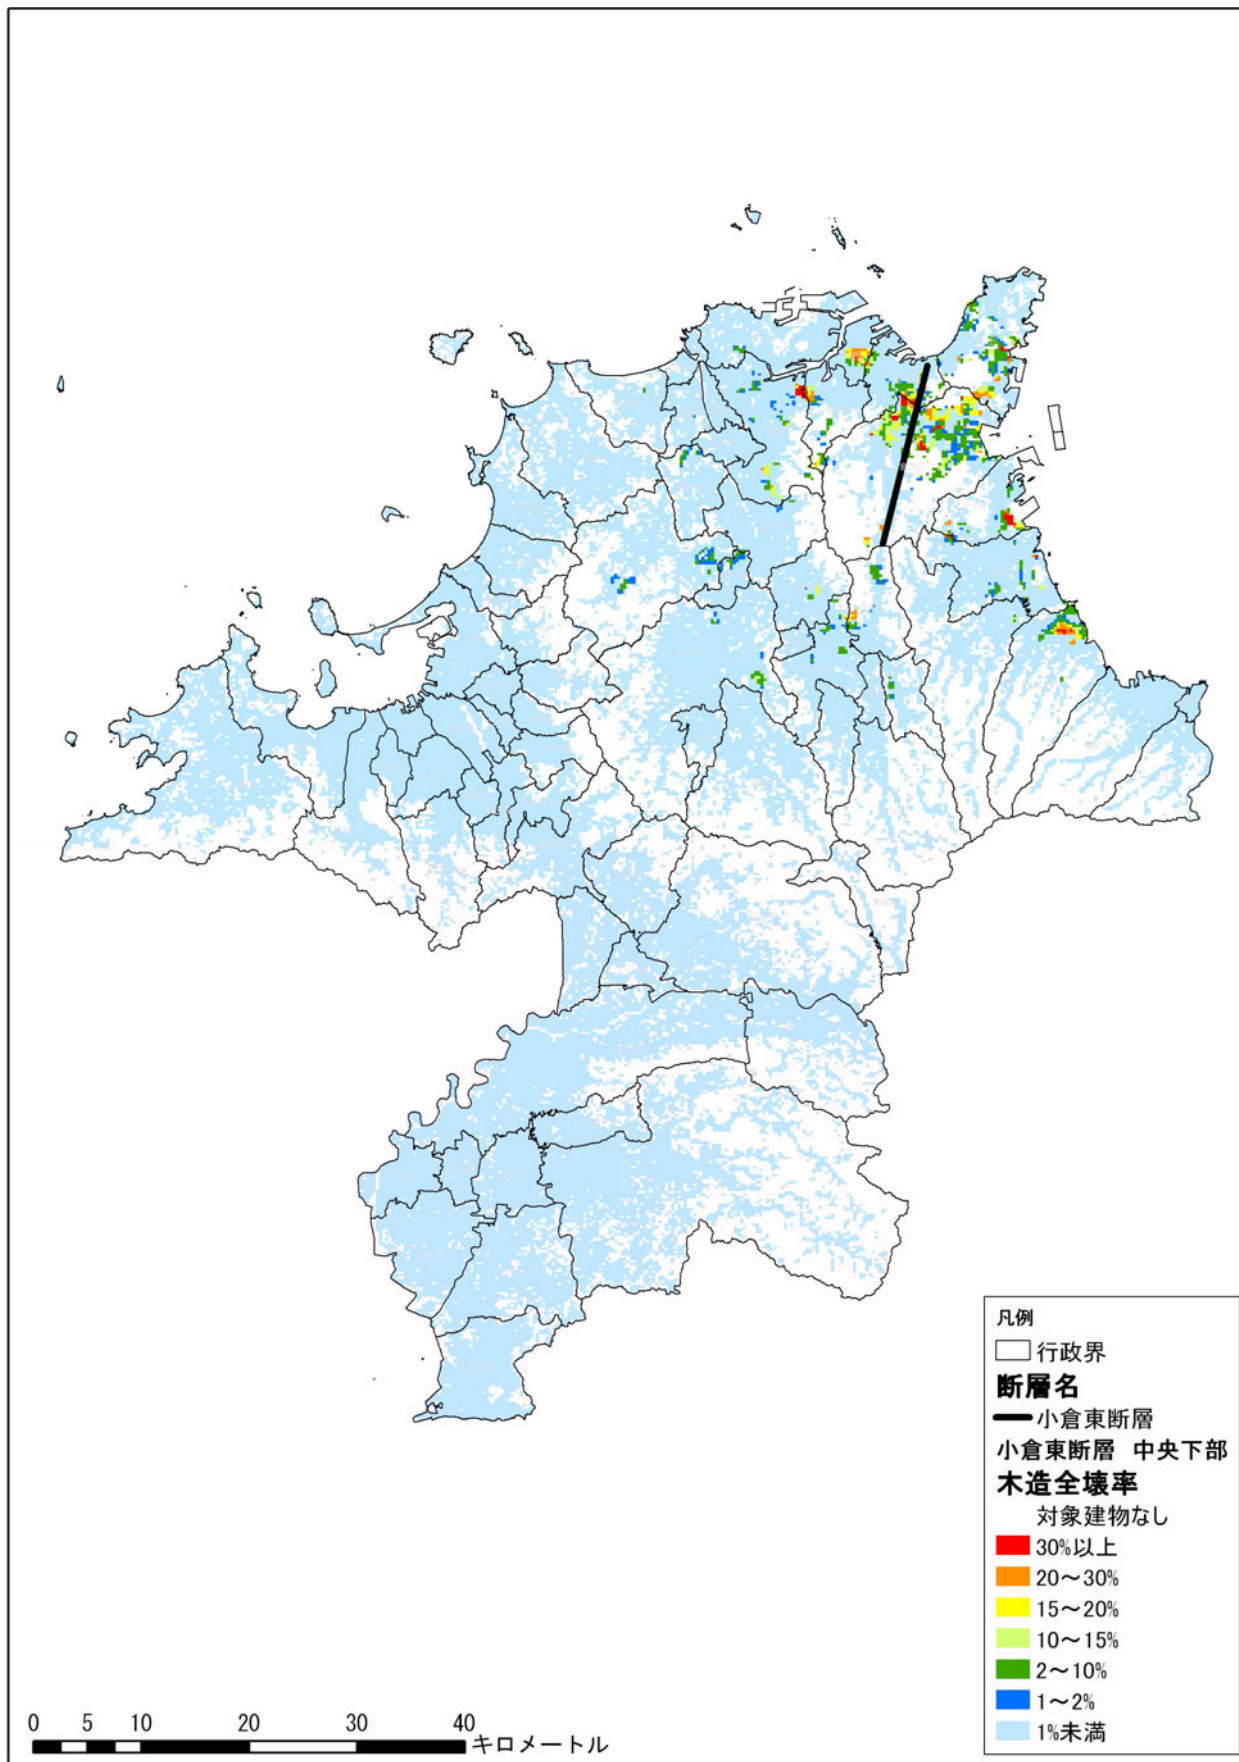 凡例
行政界
断層名
小倉東断層
小倉東断層 中央下部
木造全壊率
対象建物なし
30%以上
20～30%
15～20%
10～15%
2～10%
1～2%
1%未満
0 5 10 20 30 40
キロメートル